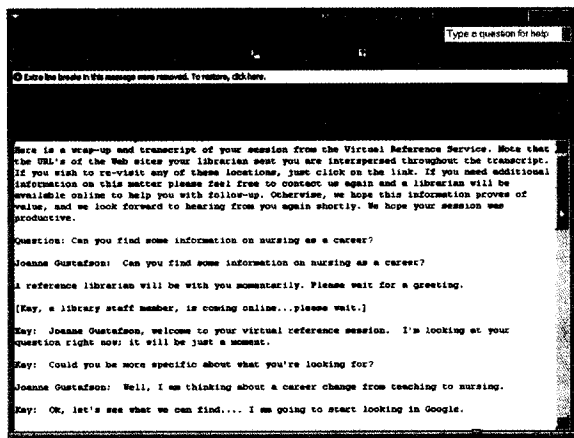 Type a question for help
Extra line breaks in this message were removed. To restore, click here.
Here is a wrap-up and transcript of your session from the Virtual Reference Service. Note that
the URL's of the Web sites your librarian sent you are interspersed throughout the transcript.
If you wish to re-visit any of these locations, just click on the link. If you need additional
information on this matter please feel free to contact us again and a librarian will be
available online to help you with follow-up. Otherwise, we hope this information proves of
value, and we look forward to hearing from you again shortly. We hope your session was
productive.
Question: Can you find some information on nursing as a career?
Joanne Gustafson: Can you find some information on nursing as a career?
A reference librarian will be with you momentarily. Please wait for a greeting.
[Kay, a library staff member, is coming online...please wait.]
Kay: Joanne Gustafson, welcome to your virtual reference session. I'm looking at your
question right now; it will be just a moment.
Kay: Could you be more specific about what you're looking for?
Joanne Gustafson: Well, I am thinking about a career change from teaching to nursing.
Kay: Ok, let's see what we can find.... I am going to start looking in Google.